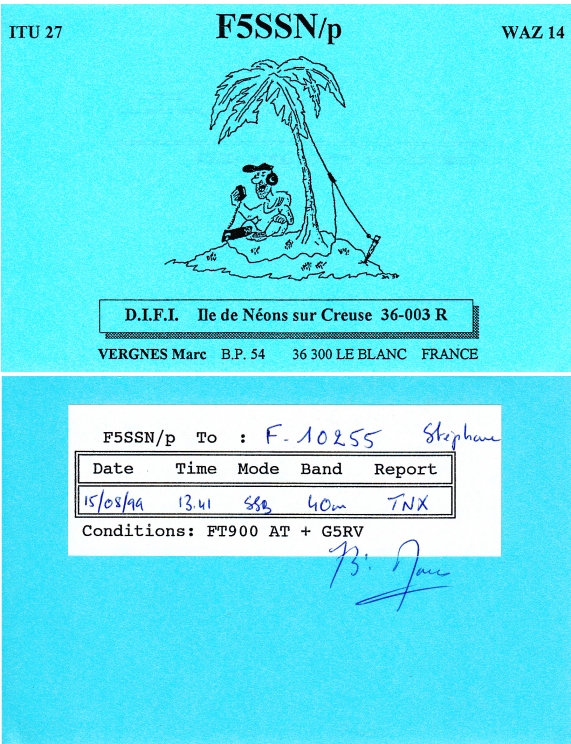 ITU 27 F5SSN/p WAZ 14
D.I.F.I. Ile de Néons sur Creuse 36-003 R
VERGNES Marc B.P. 54 36 300 LE BLANC FRANCE
F5SSN/p To : F-10255 Stéphane
Date Time Mode Band Report
15/08/99 13.41 SSB 40m TNX
Conditions: FT900 AT + G5RV
73; Marc